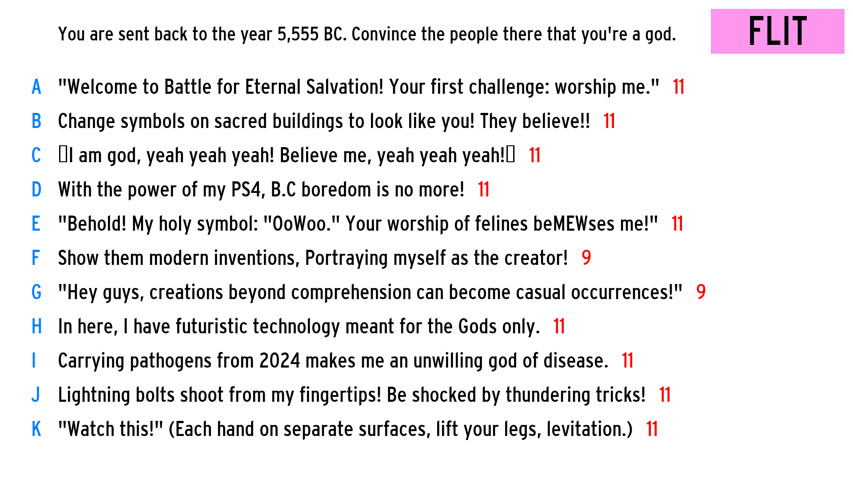 You are sent back to the year 5,555 BC. Convince the people there that you're a god.
FLIT
A "Welcome to Battle for Eternal Salvation! Your first challenge: worship me." 11
B Change symbols on sacred buildings to look like you! They believe!! 11
C ▯I am god, yeah yeah yeah! Believe me, yeah yeah yeah!▯ 11
D With the power of my PS4, B.C boredom is no more! 11
E "Behold! My holy symbol: "OoWoo." Your worship of felines beMEWses me!" 11
F Show them modern inventions, Portraying myself as the creator! 9
G "Hey guys, creations beyond comprehension can become casual occurrences!" 9
H In here, I have futuristic technology meant for the Gods only. 11
I Carrying pathogens from 2024 makes me an unwilling god of disease. 11
J Lightning bolts shoot from my fingertips! Be shocked by thundering tricks! 11
K "Watch this!" (Each hand on separate surfaces, lift your legs, levitation.) 11